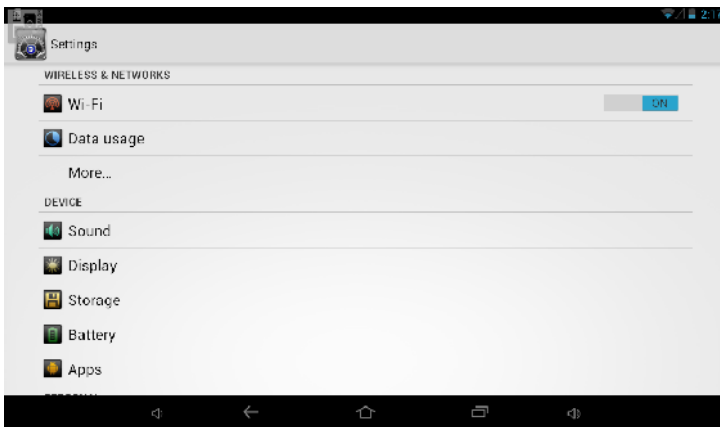 Settings
WIRELESS & NETWORKS
Wi-Fi
ON
Data usage
More...
DEVICE
Sound
Display
Storage
Battery
Apps